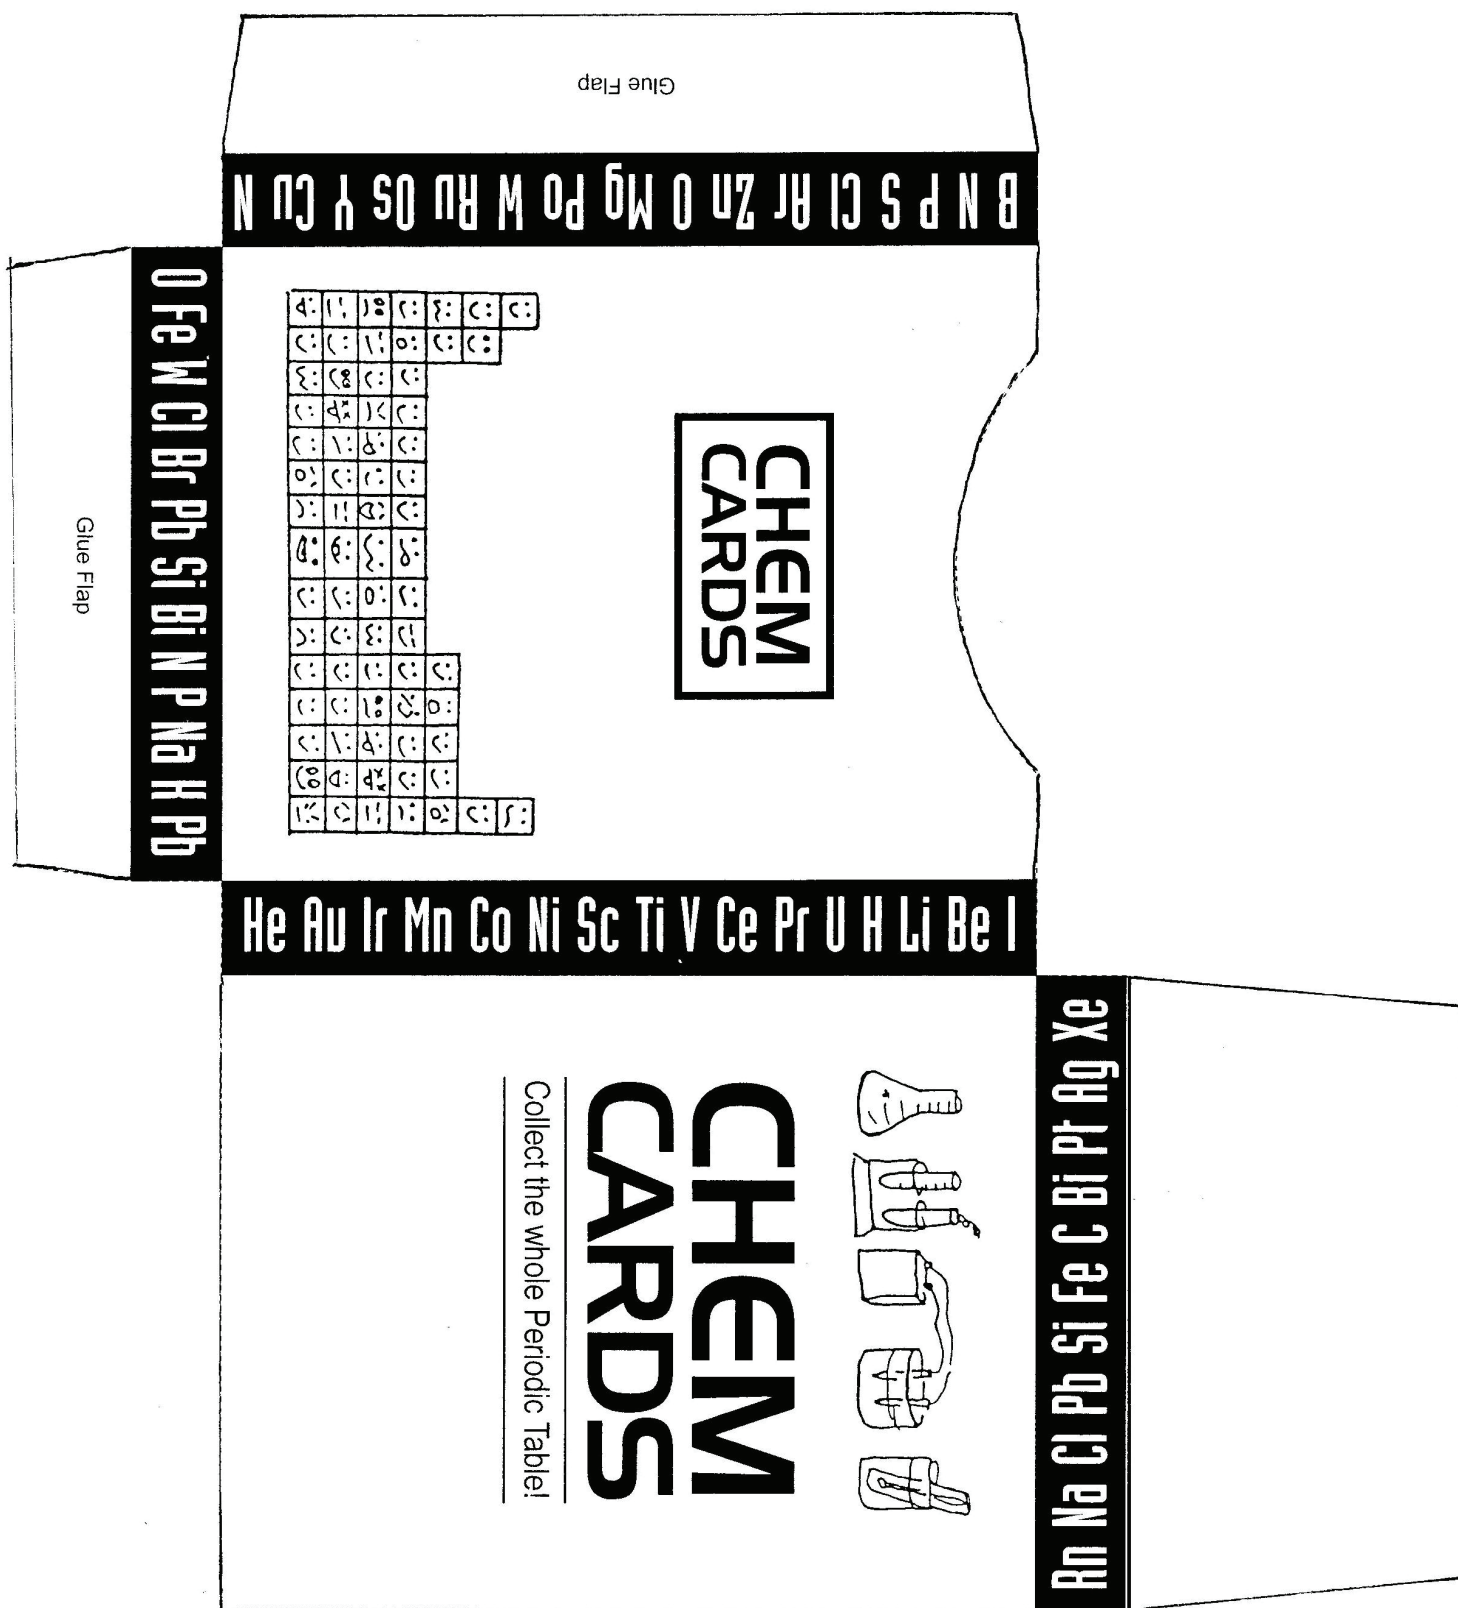 Glue Flap
B N P S Cl Ar Zn O Mg Po W Ru Os Y Cu N
O Fe W Cl Br Pb Si Bi N P Na K Pb
Glue Flap
CHEM
CARDS
He Au Ir Mn Co Ni Sc Ti V Ce Pr U H Li Be I
Rn Na Cl Pb Si Fe C Bi Pt Ag Xe
CHEM
CARDS
Collect the whole Periodic Table!